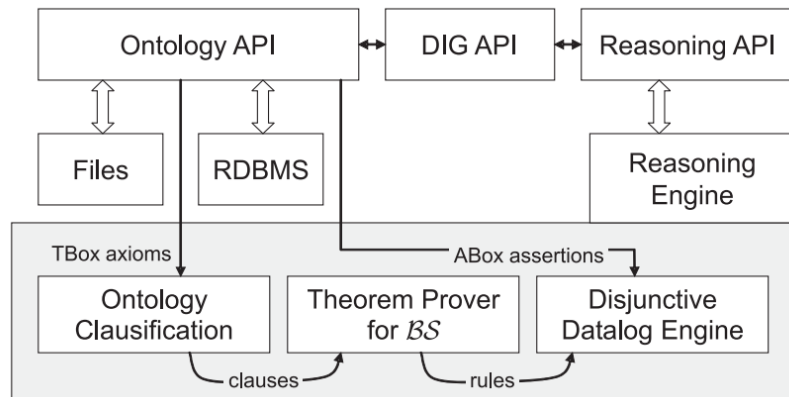 Ontology API
DIG API
Reasoning API
Files
RDBMS
Reasoning
Engine
TBox axioms
ABox assertions
Ontology
Clausification
Theorem Prover
for ℬ𝒮
Disjunctive
Datalog Engine
clauses
rules